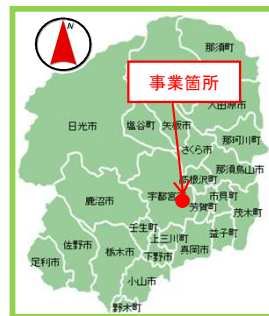 N
那須町
事業箇所
大田原市
日光市
塩谷町
矢板市
さくら市
那珂川町
那須烏山市
高根沢町
鹿沼市
宇都宮
市貝町
芳賀町
茂木町
壬生町
上三川町
益子町
真岡市
佐野市
栃木市
下野市
足利市
小山市
野木町